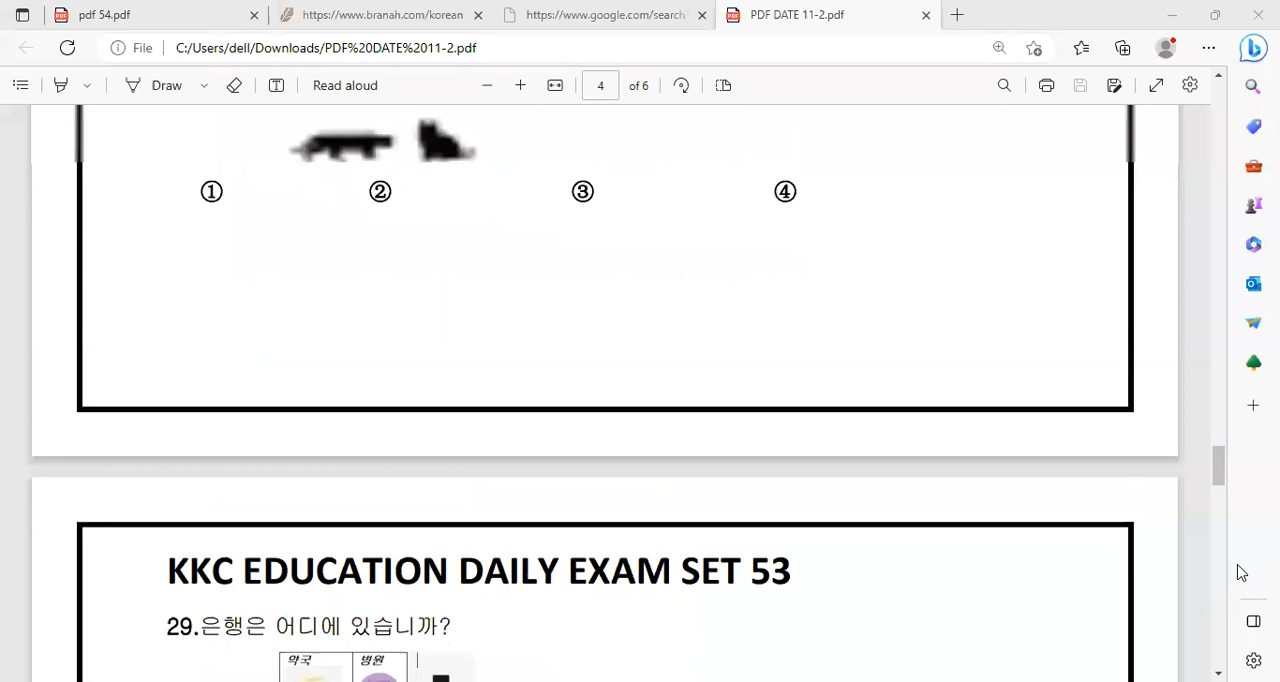 pdf 54.pdf
https://www.branah.com/korean
https://www.google.com/search?
PDF DATE 11-2.pdf
File
C:/Users/dell/Downloads/PDF%20DATE%2011-2.pdf
Draw
Read aloud
4
of 6
① ② ③ ④
KKC EDUCATION DAILY EXAM SET 53
29.은행은 어디에 있습니까?
약국 병원